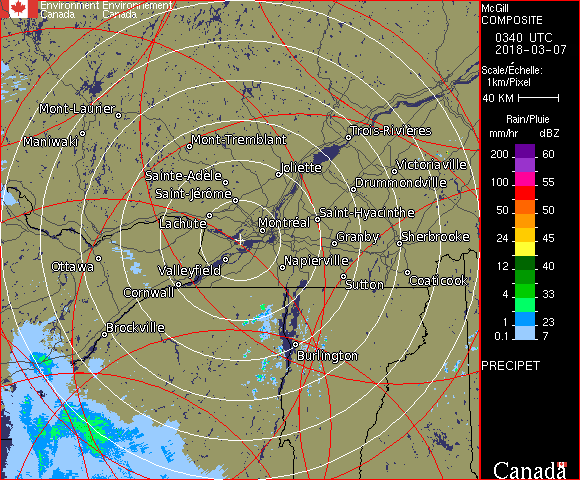 Environment Environnement
Canada Canada
Mont-Laurier
Maniwaki
Mont-Tremblant
Trois-Rivières
Sainte-Adèle
Joliette
Victoriaville
Saint-Jérôme
Drummondville
Lachute
Montréal
Saint-Hyacinthe
Granby
Sherbrooke
Ottawa
Valleyfield
Napierville
Cornwall
Sutton
Coaticook
Brockville
Burlington
McGill
COMPOSITE
0340 UTC
2018-03-07
Scale/Échelle:
1km/Pixel
40 KM
Rain/Pluie
mm/hr dBZ
200 60
100 55
50 50
24 45
12 40
4 33
1 23
0.1 7
PRECIPET
Canada